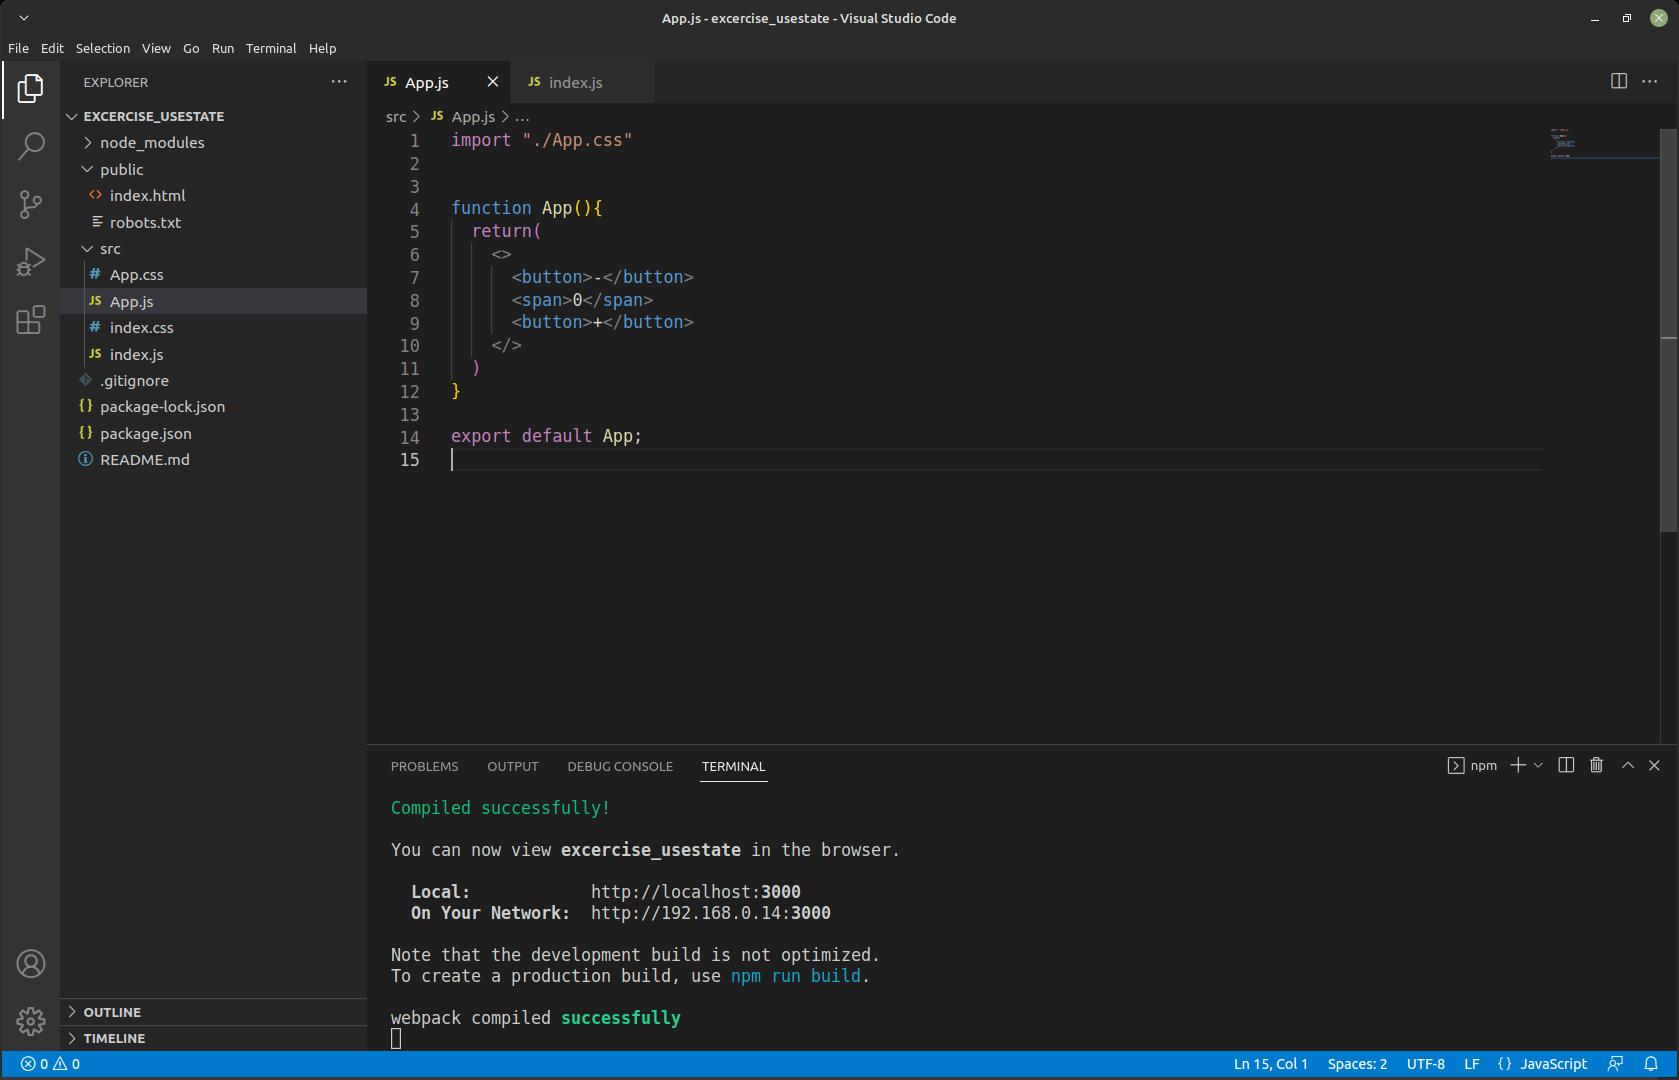 App.js - excercise_usestate - Visual Studio Code
File Edit Selection View Go Run Terminal Help
EXPLORER
EXCERCISE_USESTATE
node_modules
public
index.html
robots.txt
src
App.css
App.js
index.css
index.js
.gitignore
package-lock.json
package.json
README.md
OUTLINE
TIMELINE
JS App.js JS index.js
src > JS App.js > ...
1 import "./App.css"
2
3
4 function App(){
5 return(
6 <>
7 <button>-</button>
8 <span>0</span>
9 <button>+</button>
10 </>
11 )
12 }
13
14 export default App;
15
PROBLEMS OUTPUT DEBUG CONSOLE TERMINAL npm
Compiled successfully!
You can now view excercise_usestate in the browser.
Local: http://localhost:3000
On Your Network: http://192.168.0.14:3000
Note that the development build is not optimized.
To create a production build, use npm run build.
webpack compiled successfully
0 0 Ln 15, Col 1 Spaces: 2 UTF-8 LF {} JavaScript